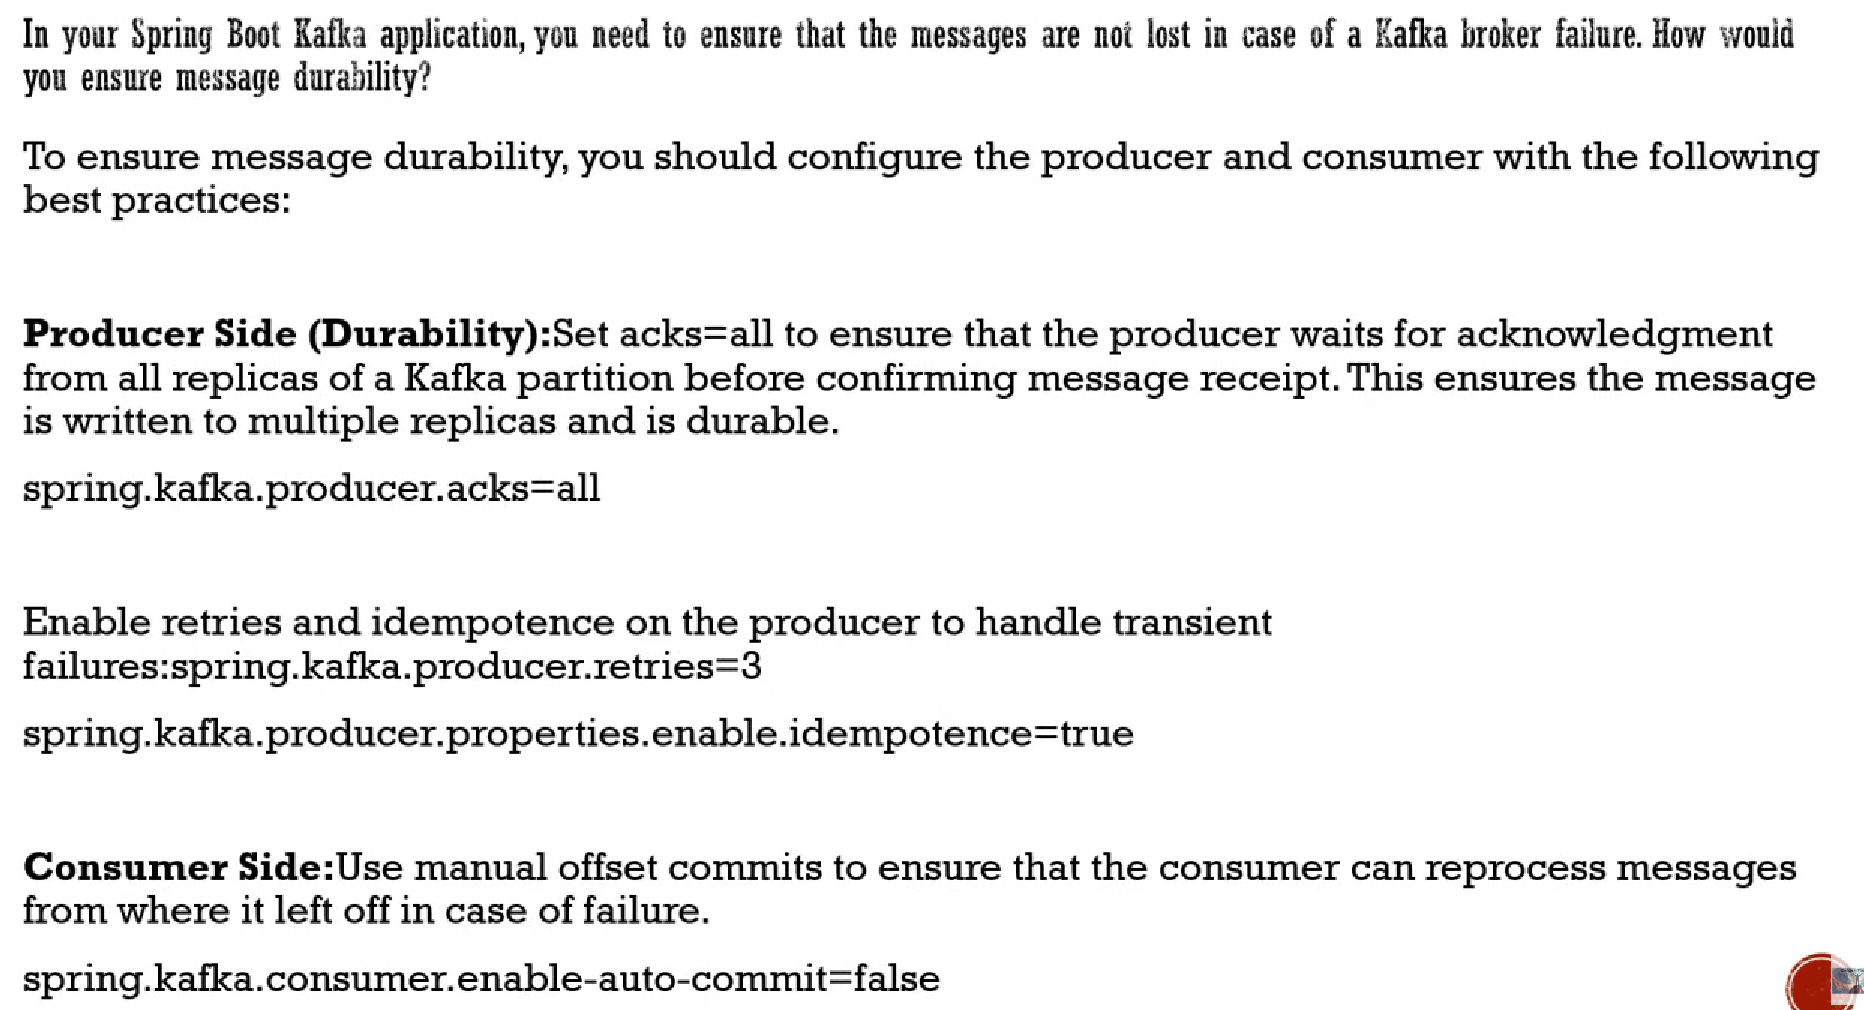 In your Spring Boot Kafka application, you need to ensure that the messages are not lost in case of a Kafka broker failure. How would
you ensure message durability?
To ensure message durability, you should configure the producer and consumer with the following
best practices:
Producer Side (Durability):Set acks=all to ensure that the producer waits for acknowledgment
from all replicas of a Kafka partition before confirming message receipt. This ensures the message
is written to multiple replicas and is durable.
spring.kafka.producer.acks=all
Enable retries and idempotence on the producer to handle transient
failures:spring.kafka.producer.retries=3
spring.kafka.producer.properties.enable.idempotence=true
Consumer Side:Use manual offset commits to ensure that the consumer can reprocess messages
from where it left off in case of failure.
spring.kafka.consumer.enable-auto-commit=false